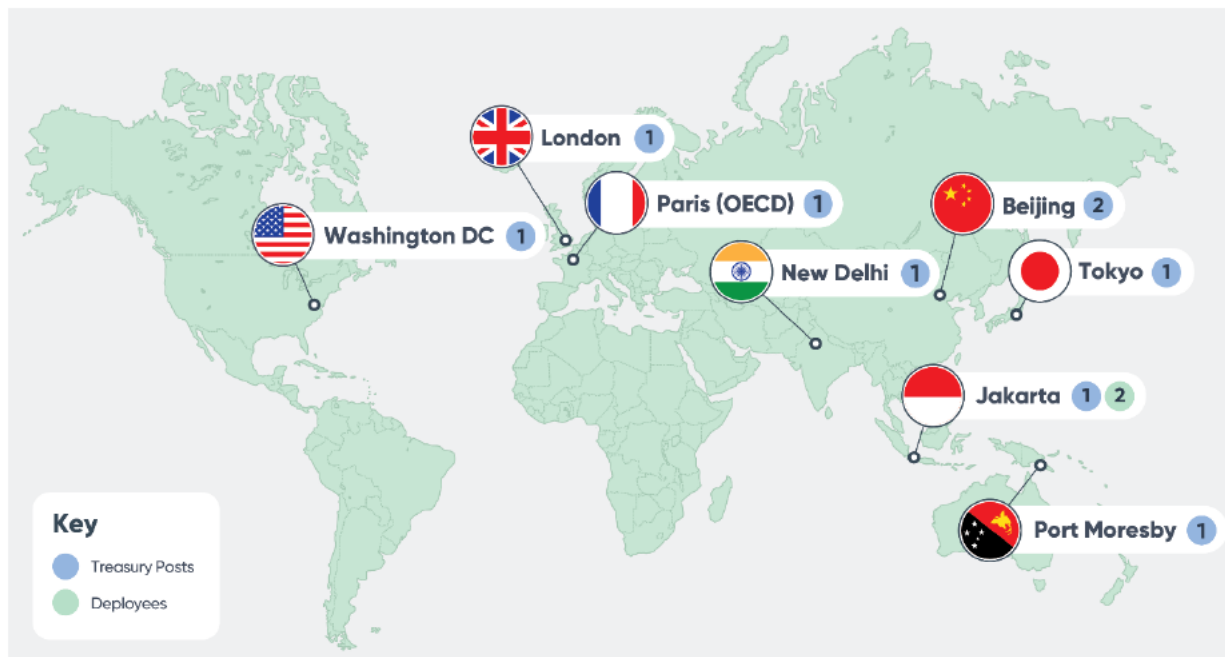 London 1
Paris (OECD) 1
Washington DC 1
Beijing 2
New Delhi 1
Tokyo 1
Jakarta 1 2
Port Moresby 1
Key
Treasury Posts
Deployees